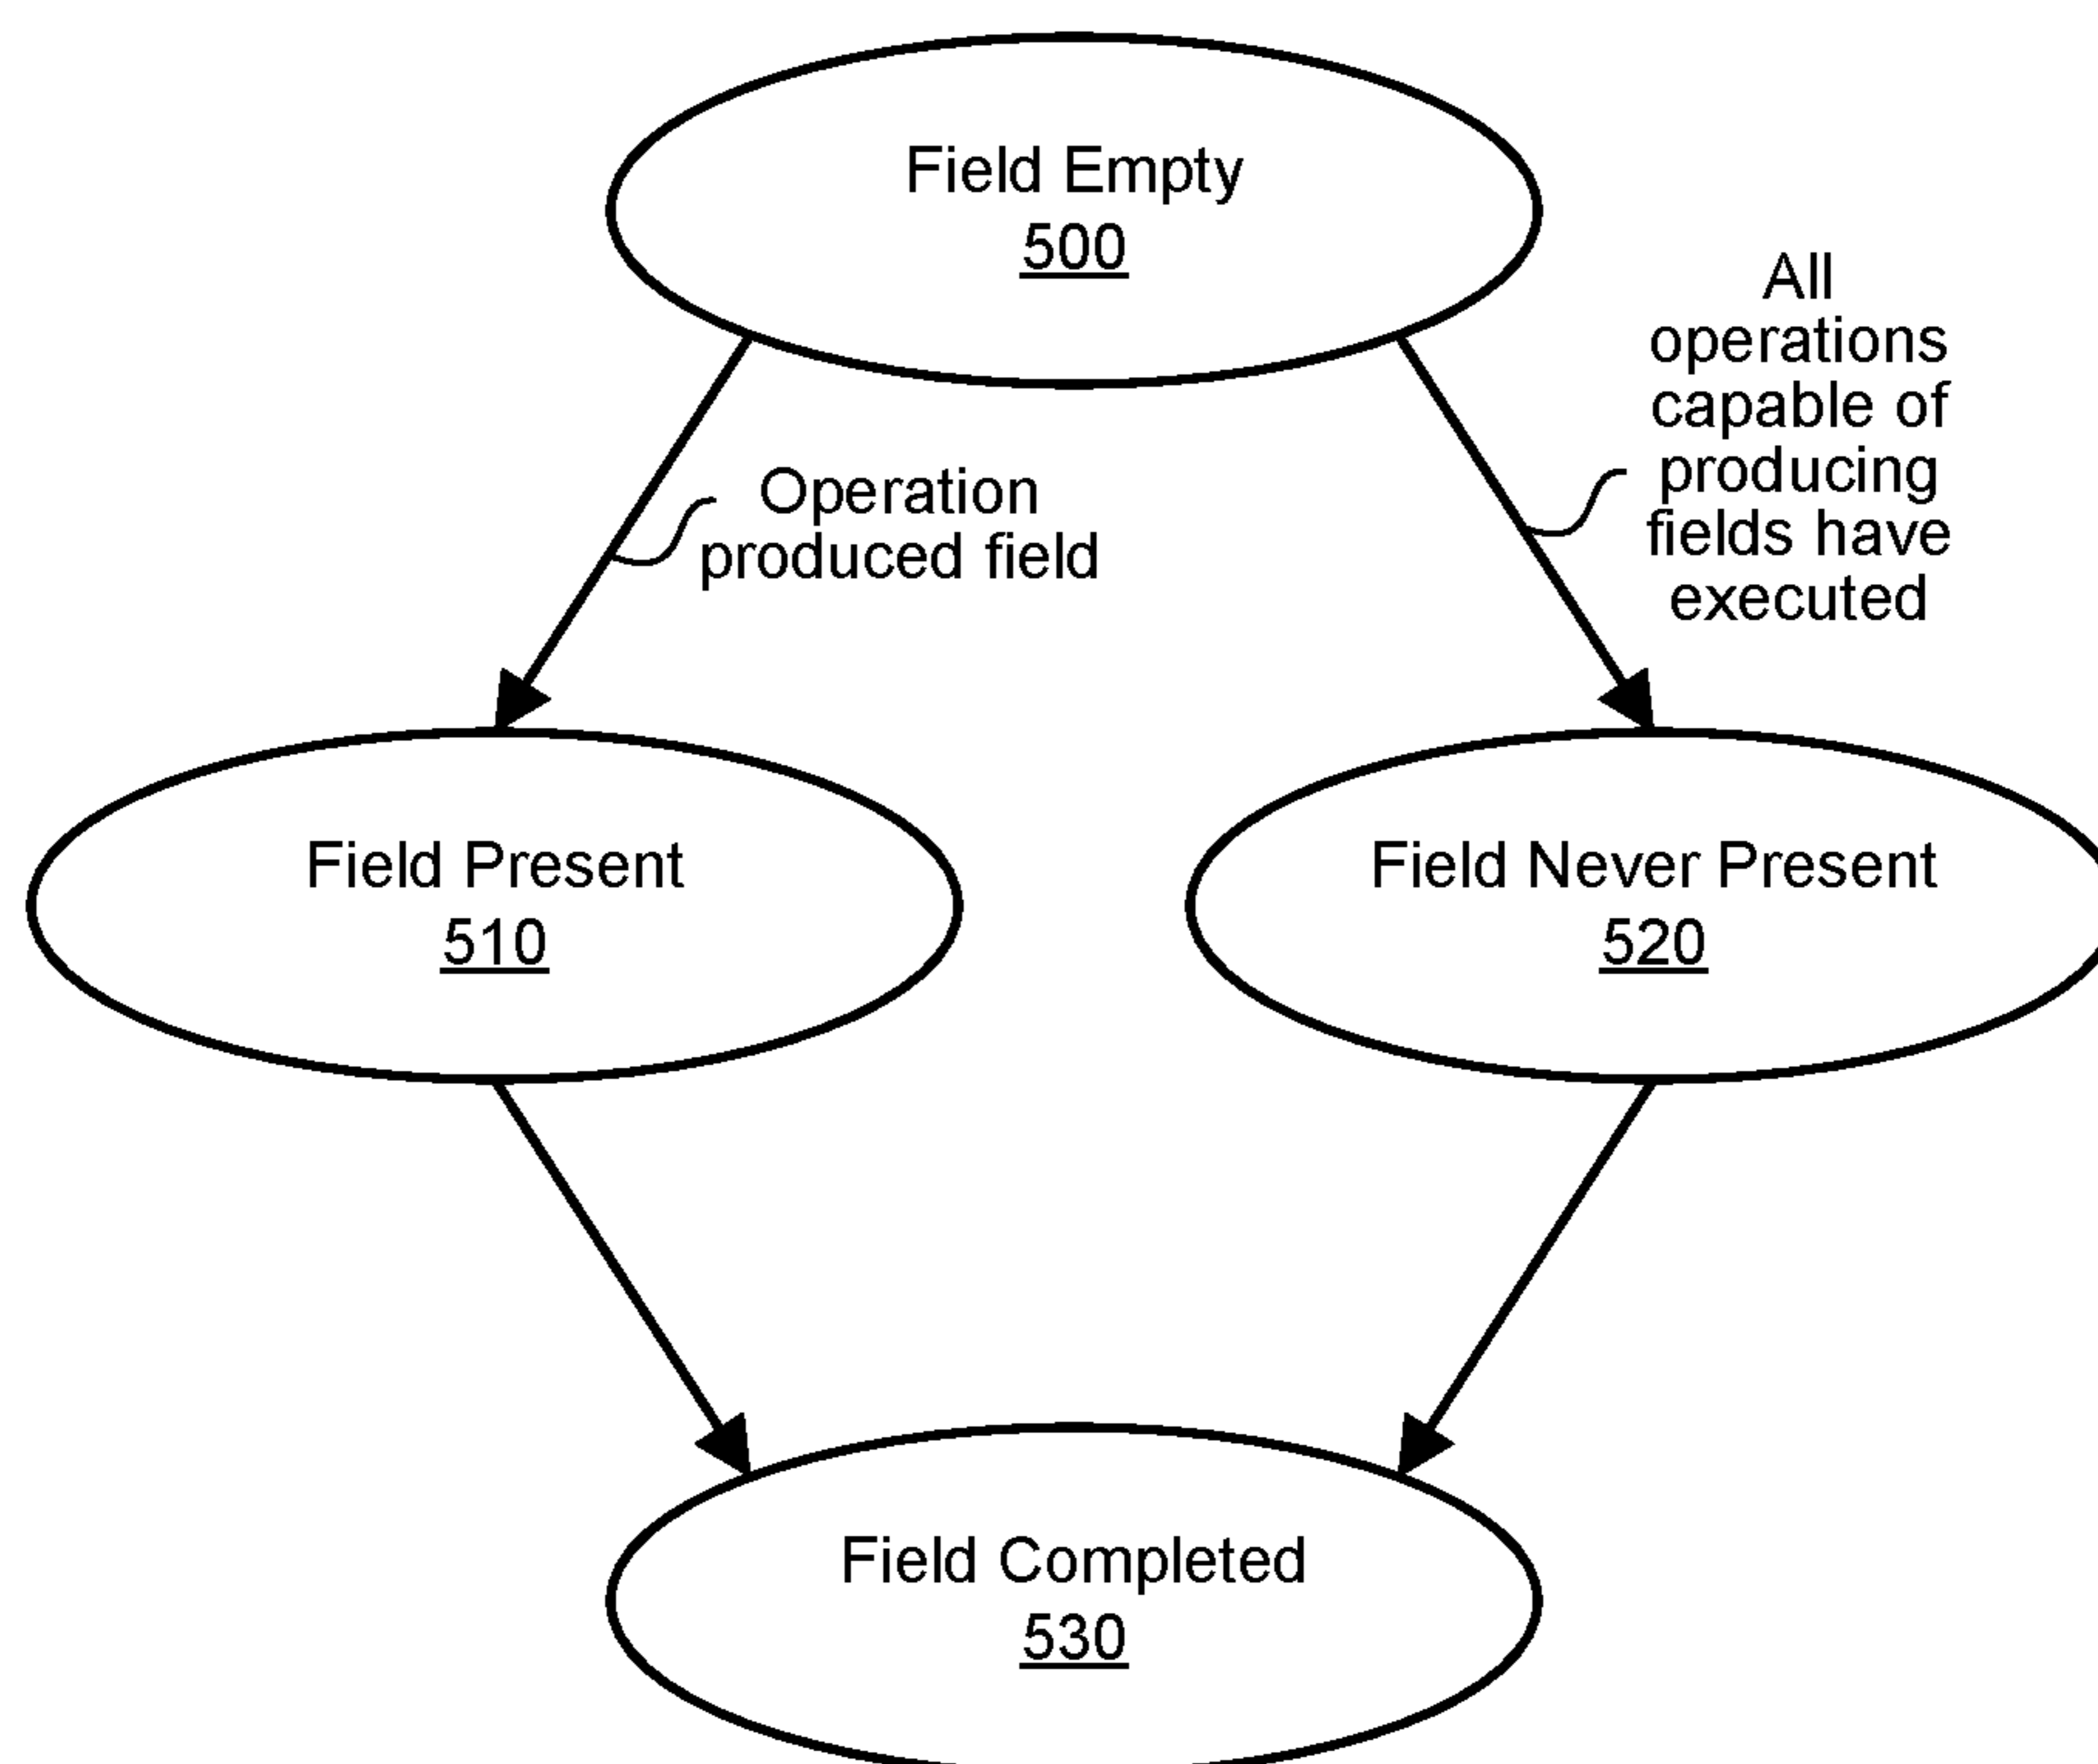 Field Empty
500
All
operations
capable of
producing
fields have
executed
Operation
produced field
Field Present
510
Field Never Present
520
Field Completed
530